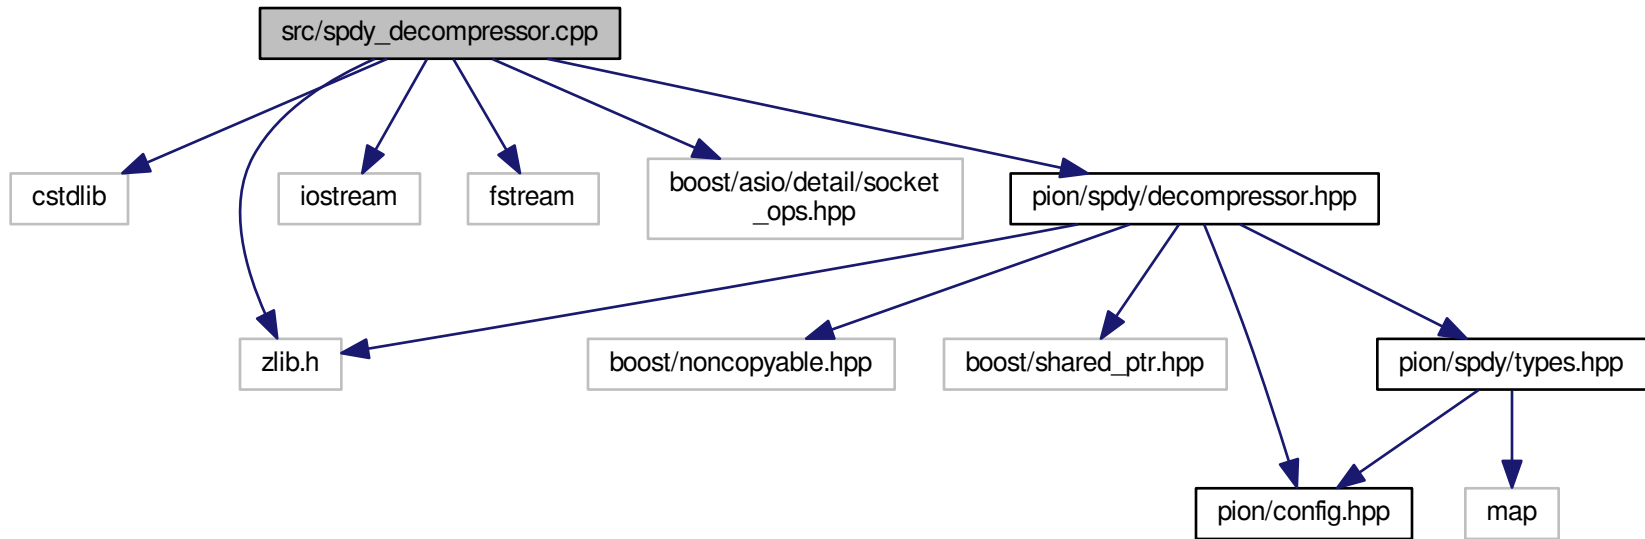 src/spdy_decompressor.cpp
cstdlib
iostream
fstream
boost/asio/detail/socket
_ops.hpp
pion/spdy/decompressor.hpp
zlib.h
boost/noncopyable.hpp
boost/shared_ptr.hpp
pion/spdy/types.hpp
pion/config.hpp
map